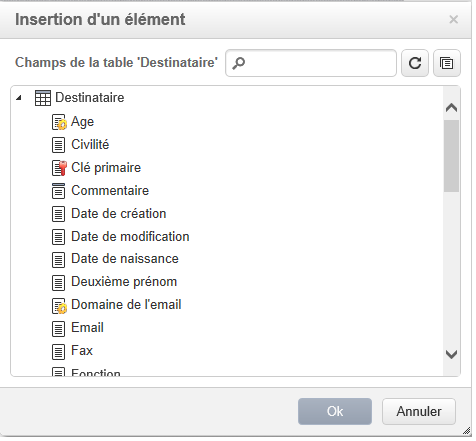 Insertion d'un élément
Champs de la table 'Destinataire'
Destinataire
Age
Civilité
Clé primaire
Commentaire
Date de création
Date de modification
Date de naissance
Deuxième prénom
Domaine de l'email
Email
Fax
Fonction
Ok Annuler